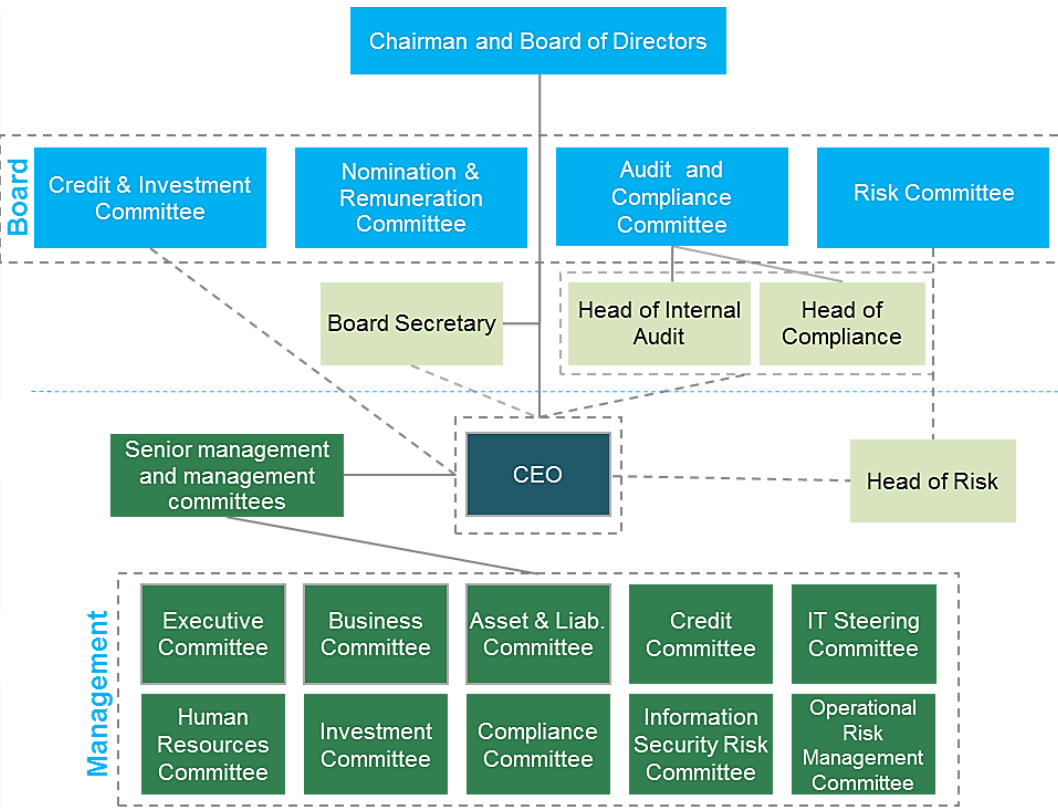 Chairman and Board of Directors
Board
Credit & Investment
Committee
Nomination &
Remuneration
Committee
Audit and
Compliance
Committee
Risk Committee
Board Secretary
Head of Internal
Audit
Head of
Compliance
Senior management
and management
committees
CEO
Head of Risk
Management
Executive
Committee
Business
Committee
Asset & Liab.
Committee
Credit
Committee
IT Steering
Committee
Human
Resources
Committee
Investment
Committee
Compliance
Committee
Information
Security Risk
Committee
Operational
Risk
Management
Committee